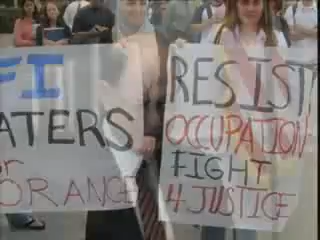 FI
ATERS
or
ORANGE
RESIST
OCCUPATION
FIGHT
4 JUSTICE